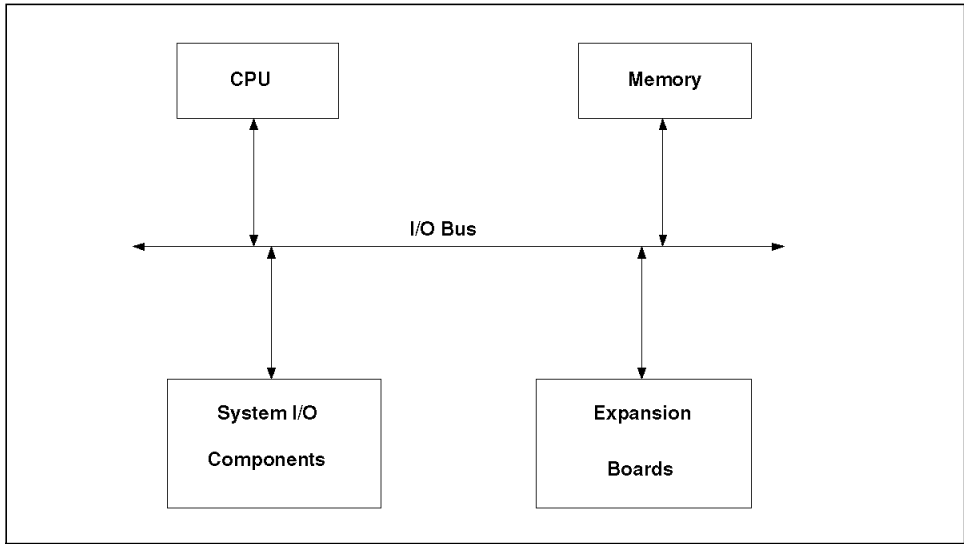 CPU
Memory
I/O Bus
System I/O
Components
Expansion
Boards